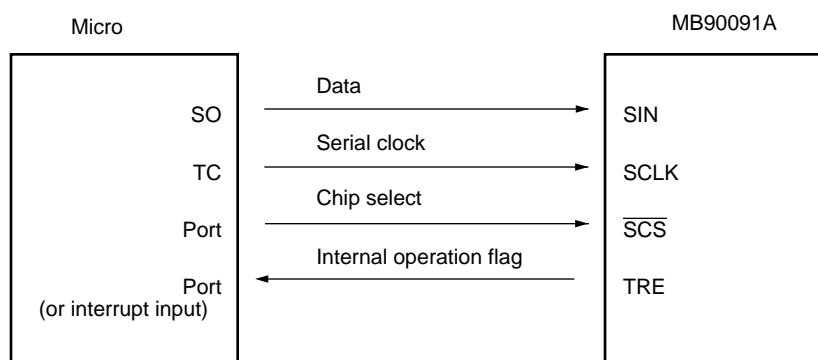 Micro
MB90091A
Data
SO
SIN
Serial clock
TC
SCLK
Chip select
Port
SCS
Internal operation flag
Port
TRE
(or interrupt input)